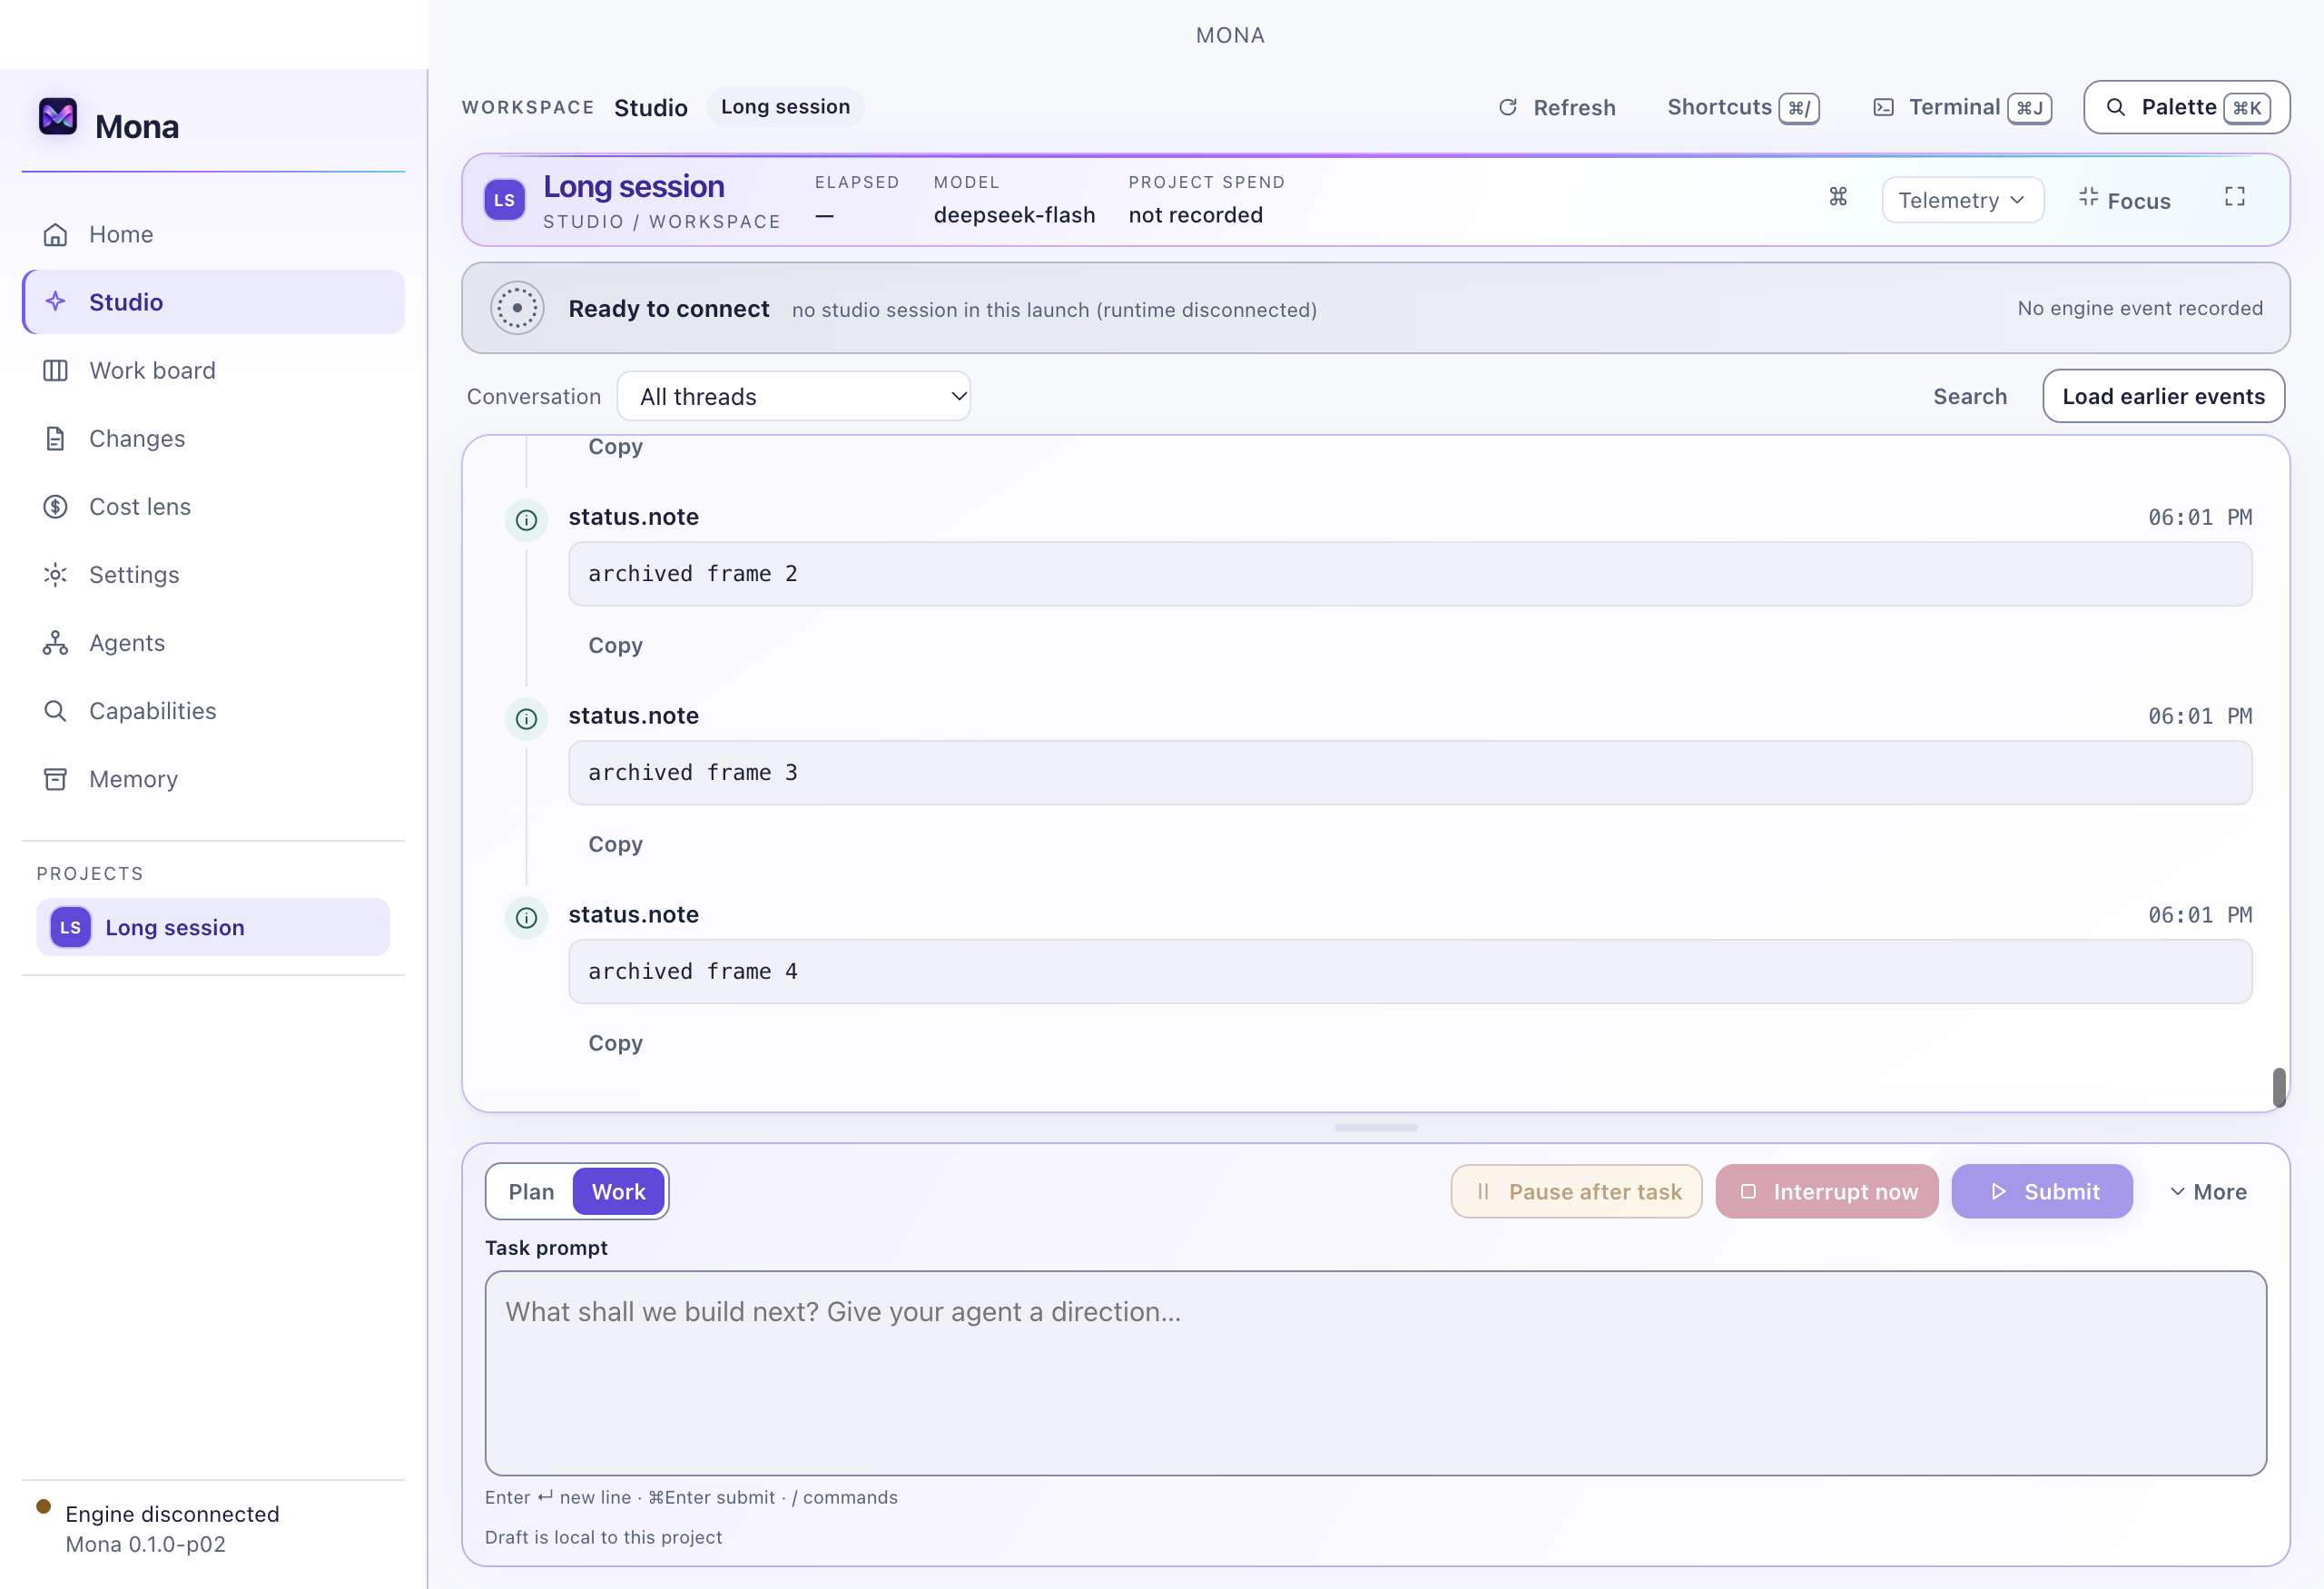 MONA
Mona
Home
Studio
Work board
Changes
Cost lens
Settings
Agents
Capabilities
Memory
PROJECTS
LS Long session
Engine disconnected
Mona 0.1.0-p02
WORKSPACE Studio Long session
Refresh Shortcuts ⌘/ Terminal ⌘J Palette ⌘K
LS Long session
STUDIO / WORKSPACE
ELAPSED
—
MODEL
deepseek-flash
PROJECT SPEND
not recorded
⌘ Telemetry Focus
Ready to connect no studio session in this launch (runtime disconnected) No engine event recorded
Conversation All threads Search Load earlier events
Copy
status.note 06:01 PM
archived frame 2
Copy
status.note 06:01 PM
archived frame 3
Copy
status.note 06:01 PM
archived frame 4
Copy
Plan Work Pause after task Interrupt now Submit More
Task prompt
What shall we build next? Give your agent a direction...
Enter ↵ new line · ⌘Enter submit · / commands
Draft is local to this project